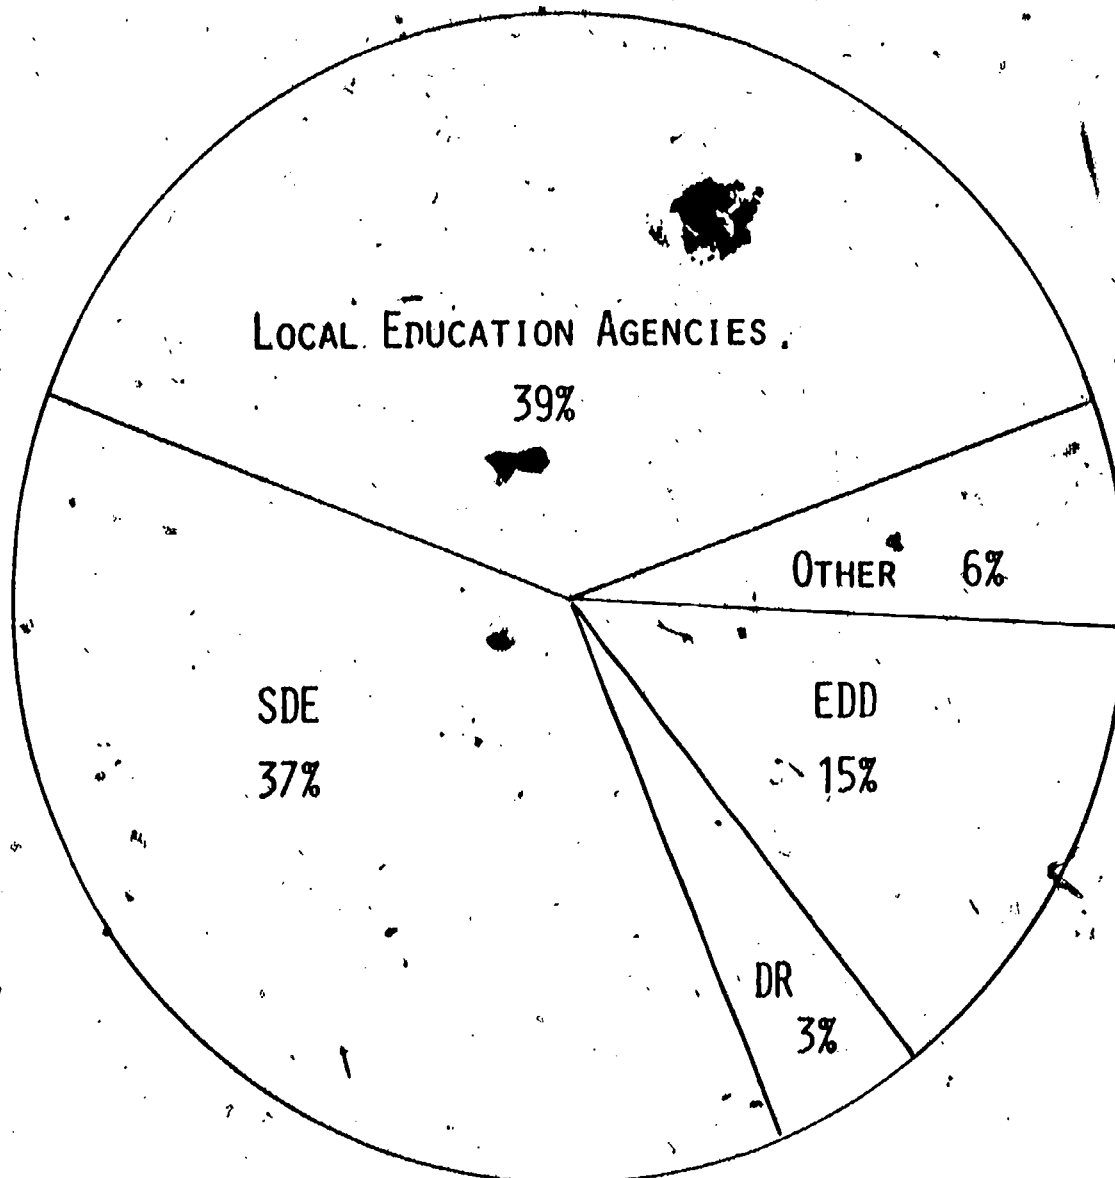 LOCAL EDUCATION AGENCIES
39%
OTHER 6%
SDE
37%
EDD
15%
DR
3%